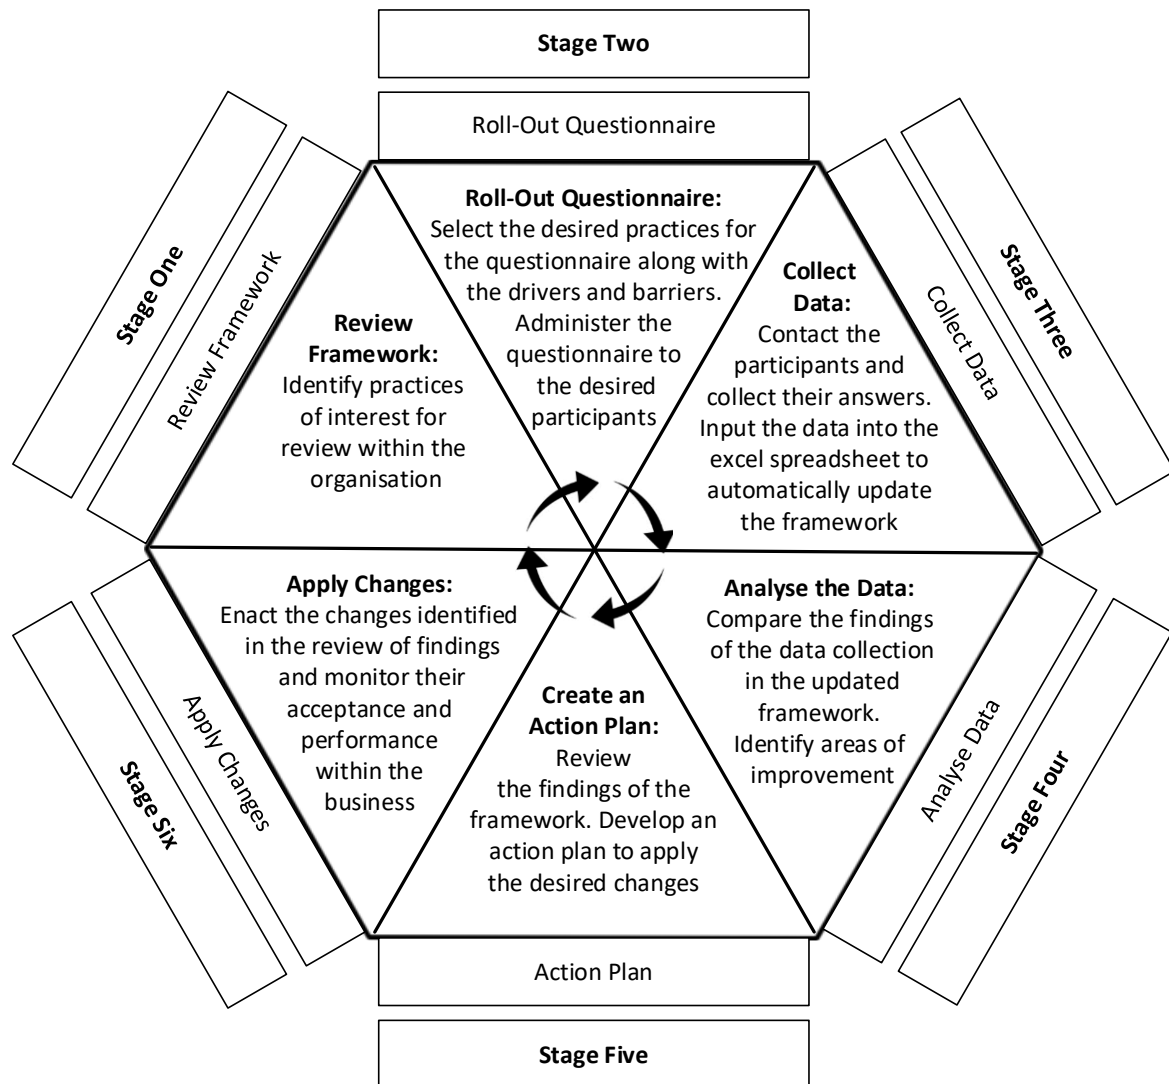 Stage One
Review Framework
Review
Framework:
Identify practices
of interest for
review within the
organisation
Stage Two
Roll-Out Questionnaire
Roll-Out Questionnaire:
Select the desired practices for
the questionnaire along with
the drivers and barriers.
Administer the
questionnaire to
the desired
participants
Stage Three
Collect Data
Collect
Data:
Contact the
participants and
collect their answers.
Input the data into the
excel spreadsheet to
automatically update
the framework
Stage Four
Analyse Data
Analyse the Data:
Compare the findings
of the data collection
in the updated
framework.
Identify areas of
improvement
Stage Five
Action Plan
Create an
Action Plan:
Review
the findings of the
framework. Develop an
action plan to apply
the desired changes
Stage Six
Apply Changes
Apply Changes:
Enact the changes identified
in the review of findings
and monitor their
acceptance and
performance
within the
business